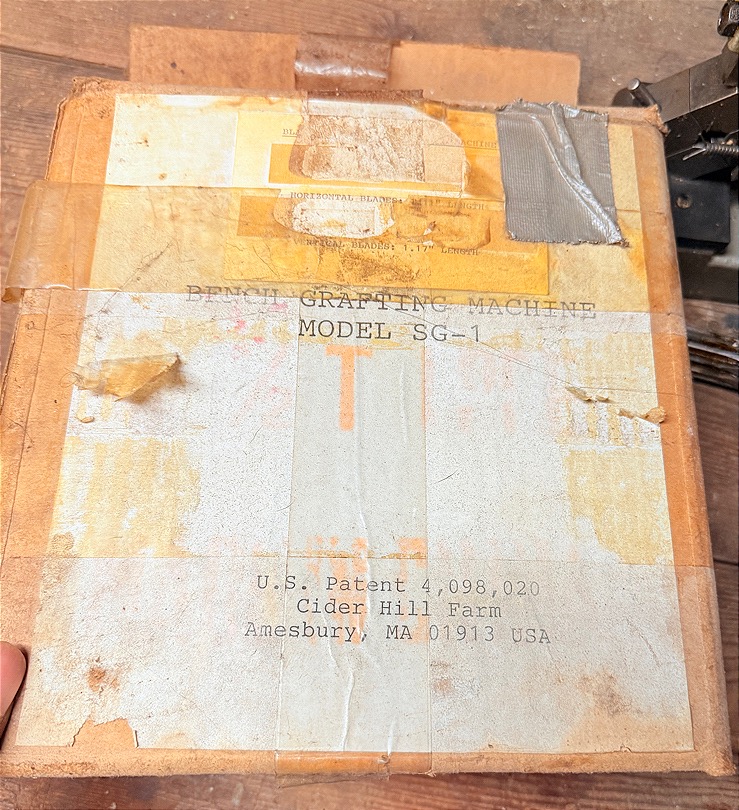 HORIZONTAL BLADES: LENGTH
VERTICAL BLADES: 1.17" LENGTH
BENCH GRAFTING MACHINE
MODEL SG-1
T
U.S. Patent 4,098,020
Cider Hill Farm
Amesbury, MA 01913 USA